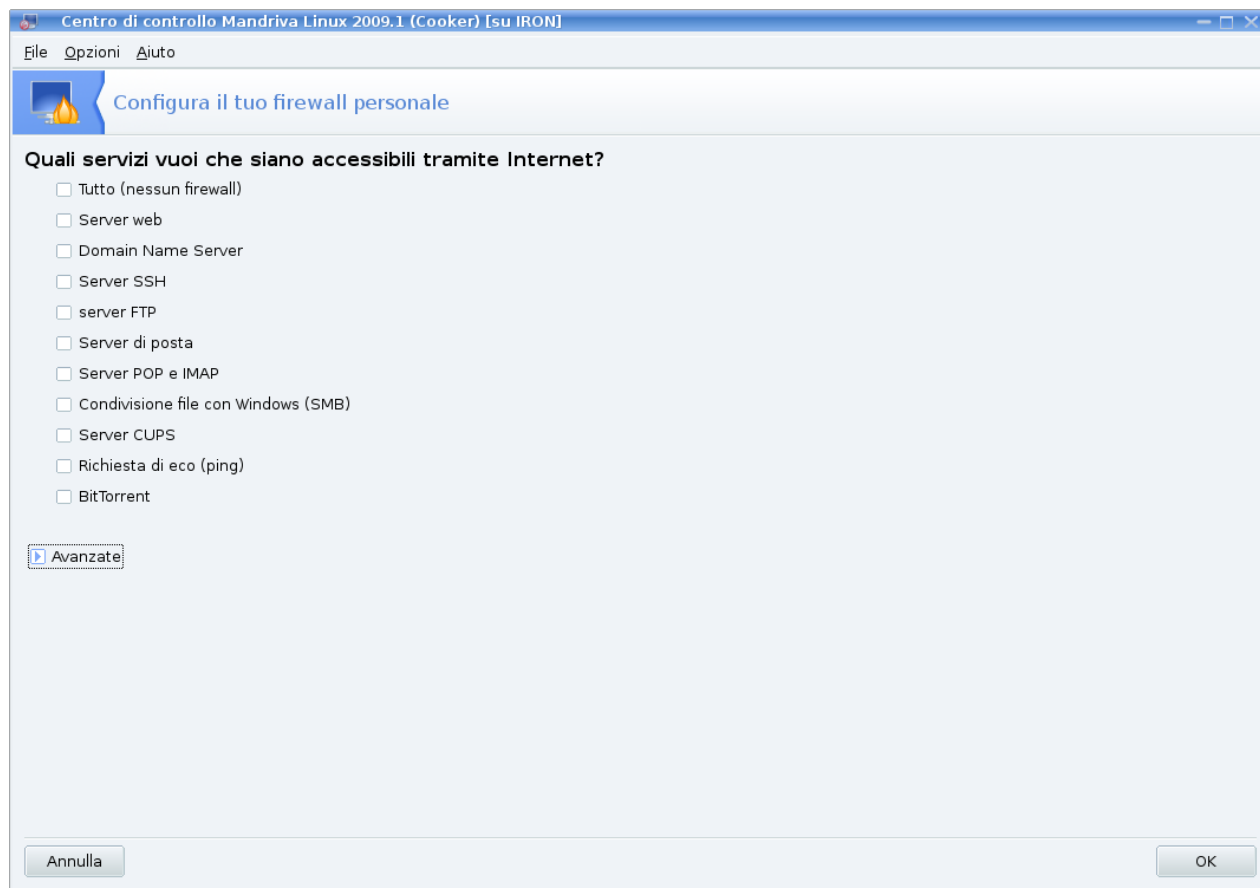 Centro di controllo Mandriva Linux 2009.1 (Cooker) [su IRON]
File Opzioni Aiuto
Configura il tuo firewall personale
Quali servizi vuoi che siano accessibili tramite Internet?
Tutto (nessun firewall)
Server web
Domain Name Server
Server SSH
server FTP
Server di posta
Server POP e IMAP
Condivisione file con Windows (SMB)
Server CUPS
Richiesta di eco (ping)
BitTorrent
Avanzate
Annulla OK